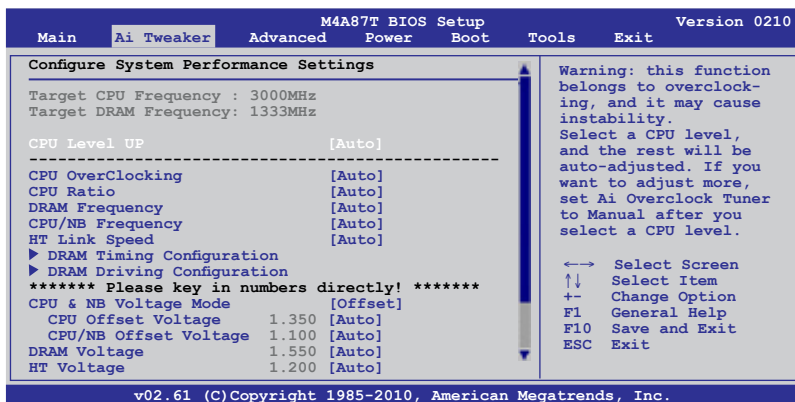 M4A87T BIOS Setup Version 0210
Main Ai Tweaker Advanced Power Boot Tools Exit
Configure System Performance Settings
Target CPU Frequency : 3000MHz
Target DRAM Frequency: 1333MHz
CPU Level UP [Auto]
--------------------------------------------------
CPU OverClocking [Auto]
CPU Ratio [Auto]
DRAM Frequency [Auto]
CPU/NB Frequency [Auto]
HT Link Speed [Auto]
DRAM Timing Configuration
DRAM Driving Configuration
******* Please key in numbers directly! *******
CPU & NB Voltage Mode [Offset]
CPU Offset Voltage 1.350 [Auto]
CPU/NB Offset Voltage 1.100 [Auto]
DRAM Voltage 1.550 [Auto]
HT Voltage 1.200 [Auto]
Warning: this function
belongs to overclock-
ing, and it may cause
instability.
Select a CPU level,
and the rest will be
auto-adjusted. If you
want to adjust more,
set Ai Overclock Tuner
to Manual after you
select a CPU level.
←→ Select Screen
↑↓ Select Item
+- Change Option
F1 General Help
F10 Save and Exit
ESC Exit
v02.61 (C)Copyright 1985-2010, American Megatrends, Inc.